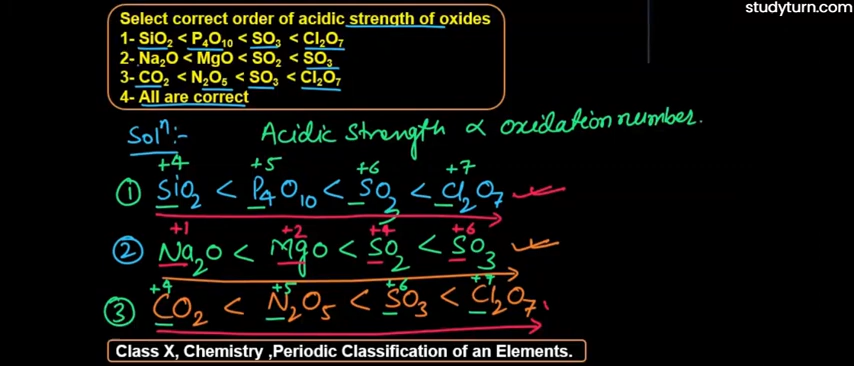 studyturn.com
Select correct order of acidic strength of oxides
1- SiO₂ < P₄O₁₀ < SO₃ < Cl₂O₇
2- Na₂O < MgO < SO₂ < SO₃
3- CO₂ < N₂O₅ < SO₃ < Cl₂O₇
4- All are correct
Solⁿ:- Acidic strength ∝ oxidation number.
+4 +5 +6 +7
① SiO₂ < P₄O₁₀ < SO₃ < Cl₂O₇
+1 +2 +4 +6
② Na₂O < MgO < SO₂ < SO₃
+4 +5 +6 +7
③ CO₂ < N₂O₅ < SO₃ < Cl₂O₇
Class X, Chemistry ,Periodic Classification of an Elements.